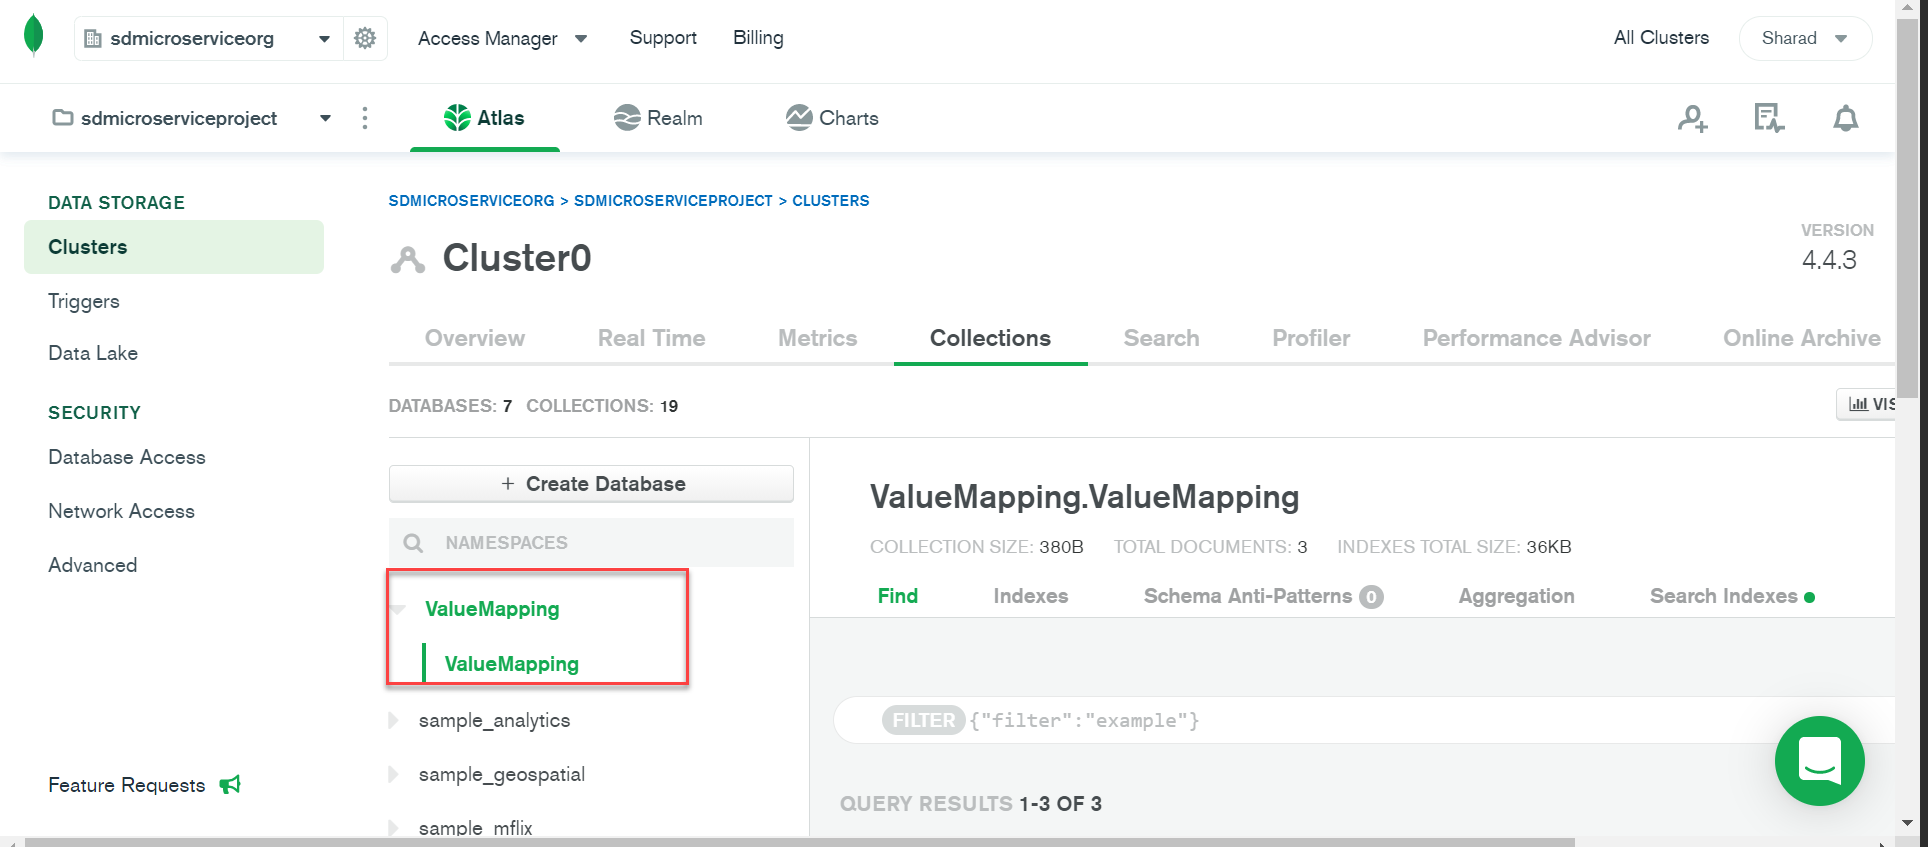 sdmicroserviceorg
Access Manager
Support
Billing
All Clusters
Sharad
sdmicroserviceproject
Atlas
Realm
Charts
DATA STORAGE
Clusters
Triggers
Data Lake
SECURITY
Database Access
Network Access
Advanced
Feature Requests
SDMICROSERVICEORG > SDMICROSERVICEPROJECT > CLUSTERS
Cluster0
VERSION
4.4.3
Overview
Real Time
Metrics
Collections
Search
Profiler
Performance Advisor
Online Archive
DATABASES: 7 COLLECTIONS: 19
VIS
+ Create Database
NAMESPACES
ValueMapping
ValueMapping
sample_analytics
sample_geospatial
sample_mflix
ValueMapping.ValueMapping
COLLECTION SIZE: 380B TOTAL DOCUMENTS: 3 INDEXES TOTAL SIZE: 36KB
Find
Indexes
Schema Anti-Patterns 0
Aggregation
Search Indexes
FILTER {"filter":"example"}
QUERY RESULTS 1-3 OF 3